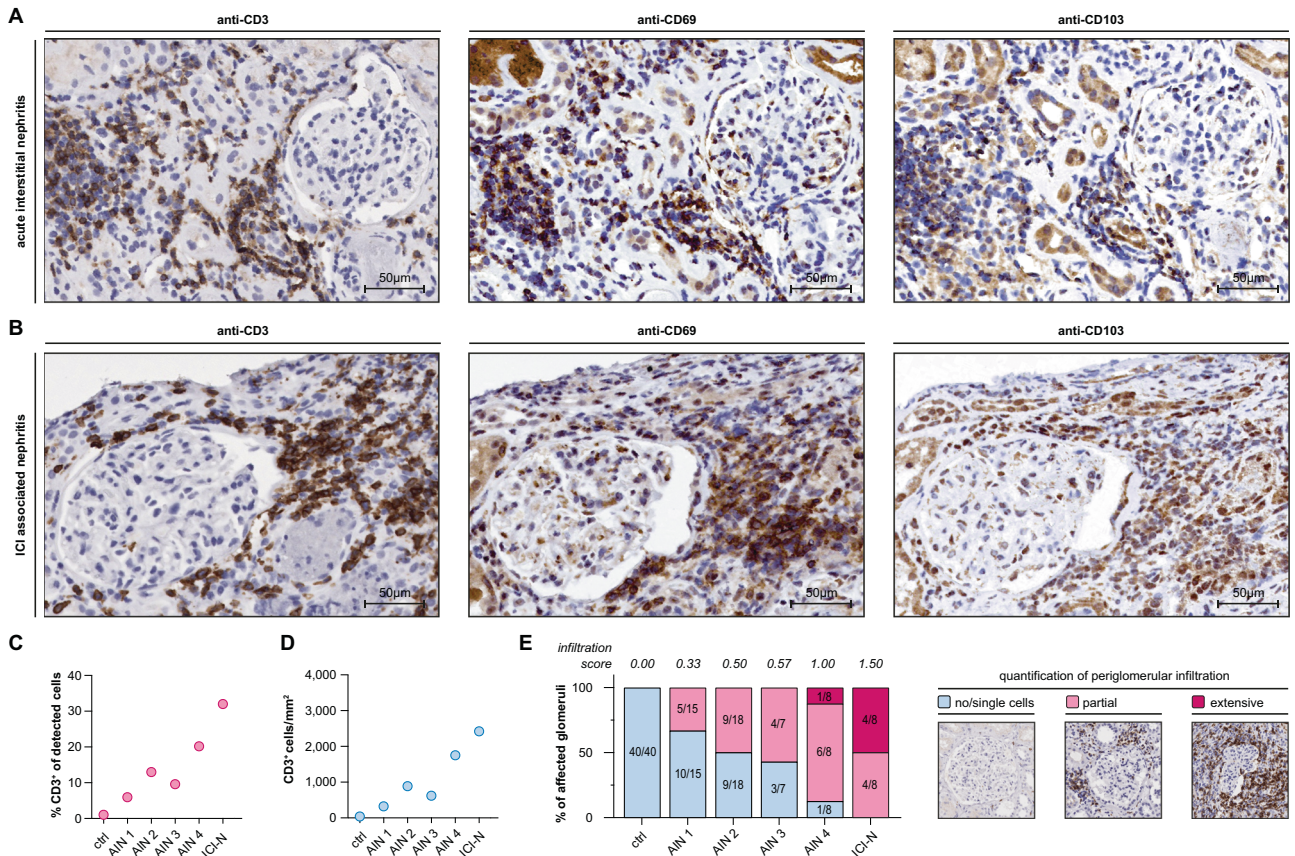 A
anti-CD3
anti-CD69
anti-CD103
acute interstitial nephritis
50µm
50µm
50µm
B
anti-CD3
anti-CD69
anti-CD103
ICI associated nephritis
50µm
50µm
50µm
C
% CD3⁺ of detected cells
40
30
20
10
0
ctrl
AIN 1
AIN 2
AIN 3
AIN 4
ICI-N
D
CD3⁺ cells/mm²
4,000
3,000
2,000
1,000
0
ctrl
AIN 1
AIN 2
AIN 3
AIN 4
ICI-N
E
infiltration
score
0.00 0.33 0.50 0.57 1.00 1.50
% of affected glomeruli
100
50
0
40/40
5/15
10/15
9/18
9/18
4/7
3/7
1/8
6/8
1/8
4/8
4/8
ctrl
AIN 1
AIN 2
AIN 3
AIN 4
ICI-N
quantification of periglomerular infiltration
no/single cells
partial
extensive